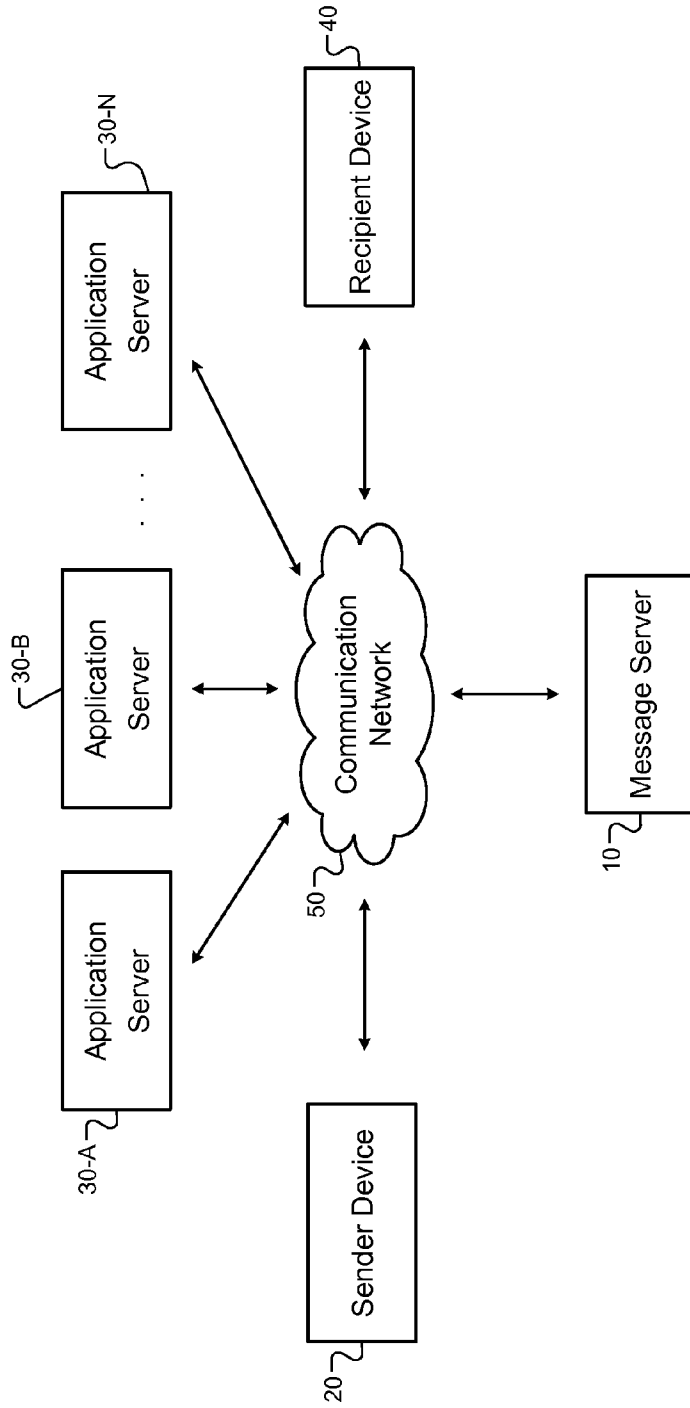 30-A
Application
Server
30-B
Application
Server
. . .
30-N
Application
Server
20
Sender Device
50
Communication
Network
40
Recipient Device
10
Message Server